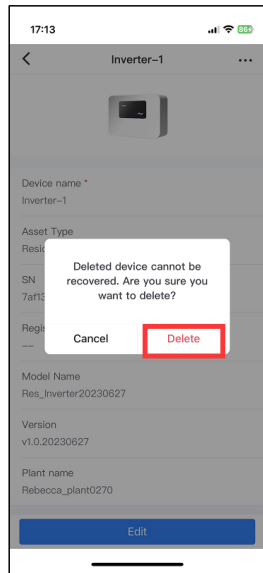 17:13
86
Inverter-1
Device name *
Inverter-1
Asset Type
Resid
SN
7af13
Regis
--
Deleted device cannot be
recovered. Are you sure you
want to delete?
Cancel
Delete
Model Name
Res_Inverter20230627
Version
v1.0.20230627
Plant name
Rebecca_plant0270
Edit